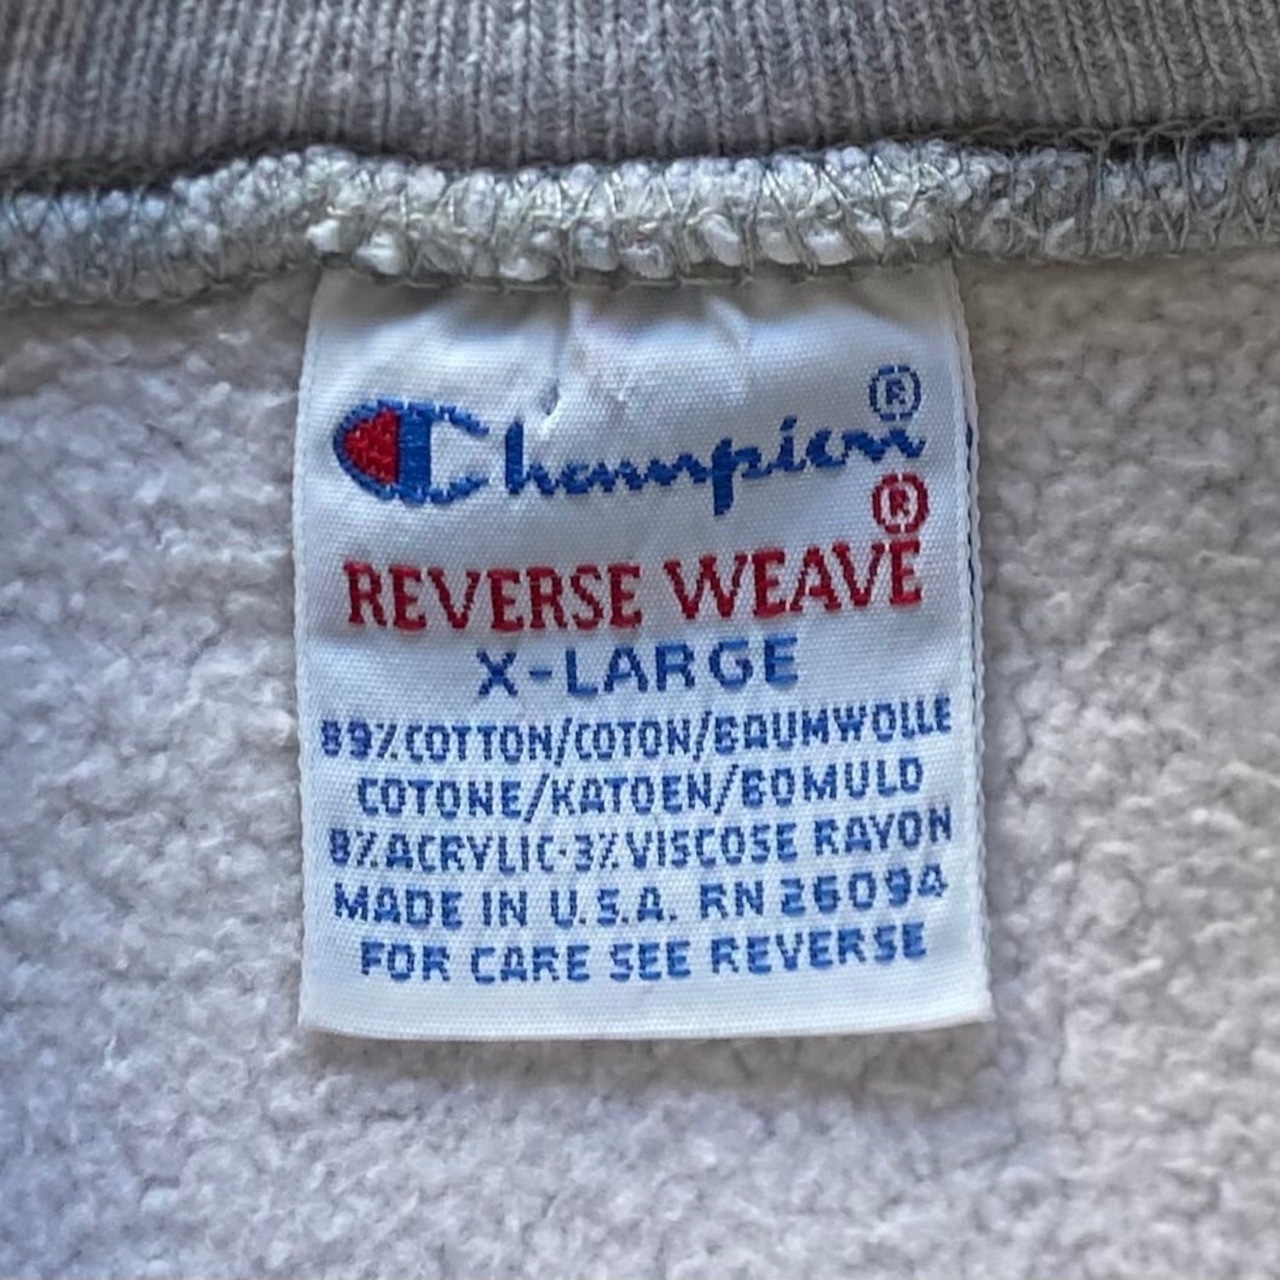 Champion®
REVERSE WEAVE®
X-LARGE
89% COTTON/COTON/BAUMWOLLE
COTONE/KATOEN/BOMULD
8% ACRYLIC·3% VISCOSE RAYON
MADE IN U.S.A. RN 26094
FOR CARE SEE REVERSE